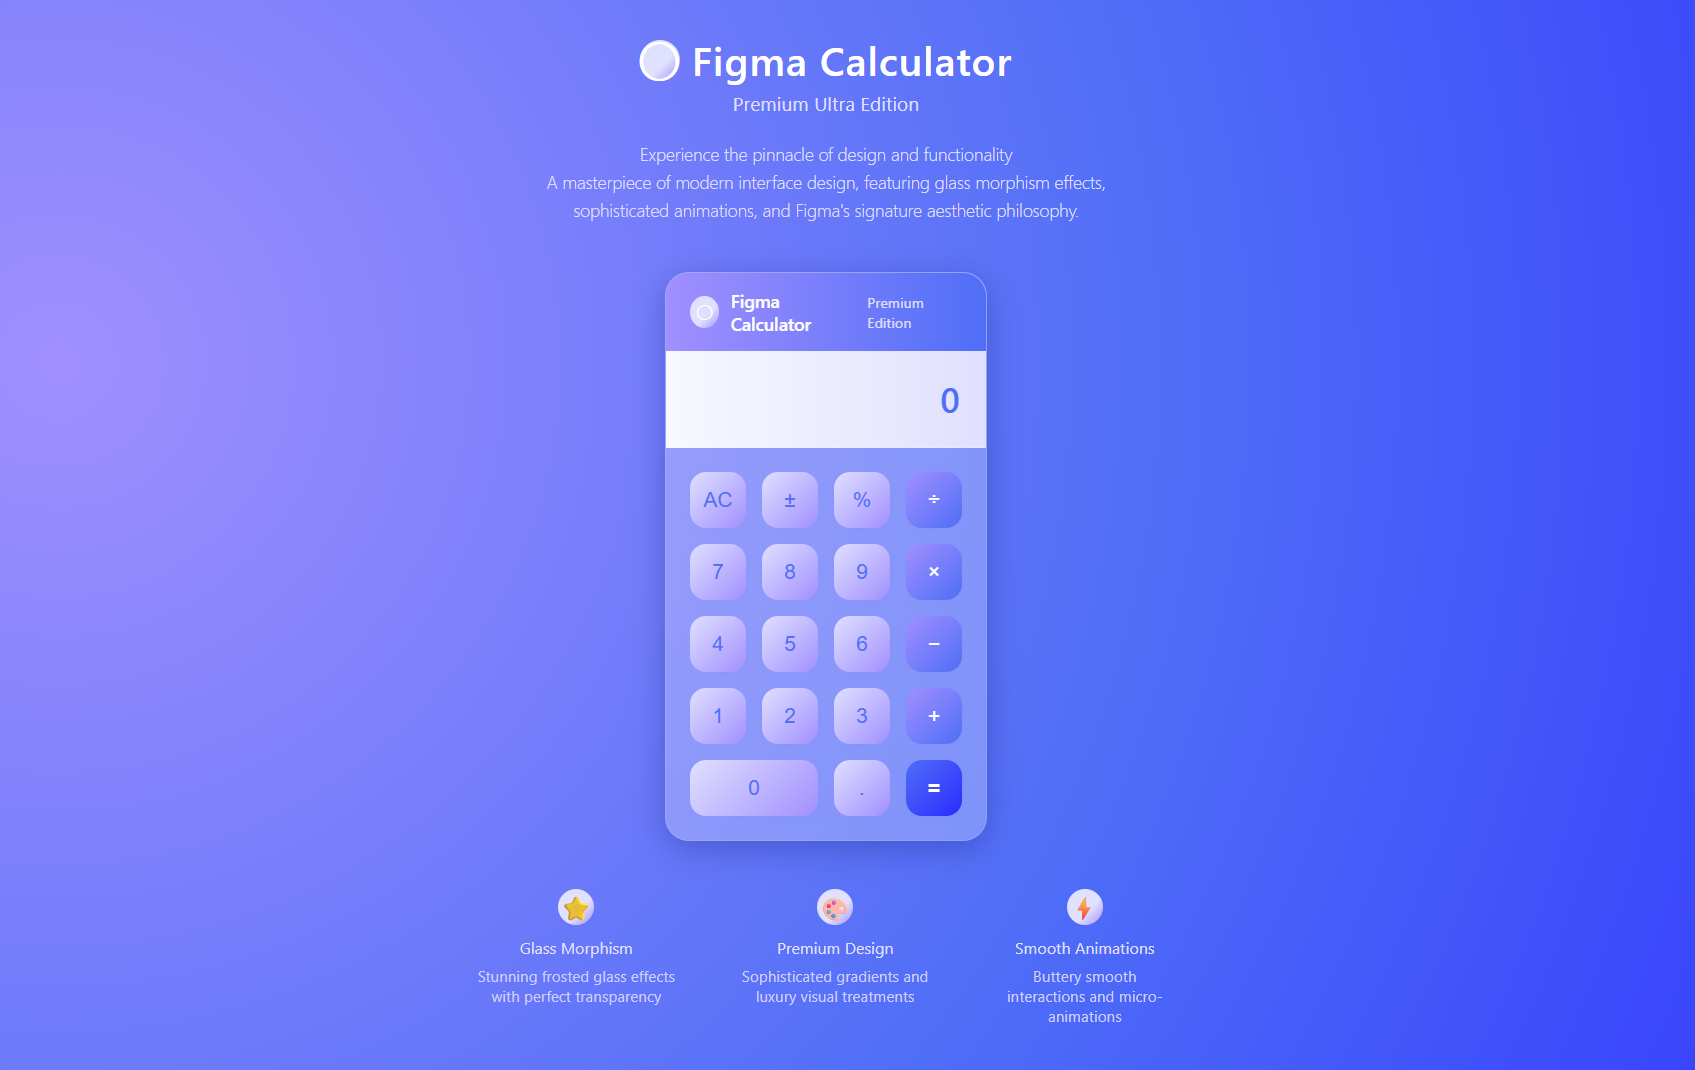 Figma Calculator
Premium Ultra Edition
Experience the pinnacle of design and functionality
A masterpiece of modern interface design, featuring glass morphism effects,
sophisticated animations, and Figma's signature aesthetic philosophy.
Figma
Calculator
Premium
Edition
0
AC ± % ÷
7 8 9 ×
4 5 6 −
1 2 3 +
0 . =
Glass Morphism
Stunning frosted glass effects
with perfect transparency
Premium Design
Sophisticated gradients and
luxury visual treatments
Smooth Animations
Buttery smooth
interactions and micro-
animations